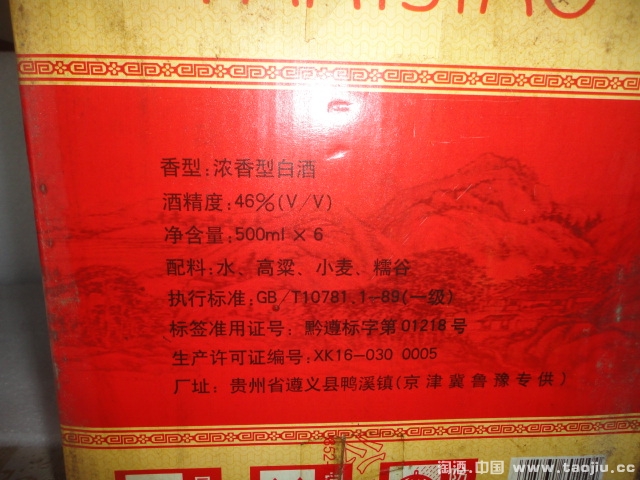 香型:浓香型白酒
酒精度:46%(V/V)
净含量:500ml×6
配料:水、高粱、小麦、糯谷
执行标准:GB/T10781.1-89(一级)
标签准用证号:黔遵标字第01218号
生产许可证编号:XK16-030 0005
厂址:贵州省遵义县鸭溪镇(京津冀鲁豫专供)
淘酒.中国 www.taojiu.cc